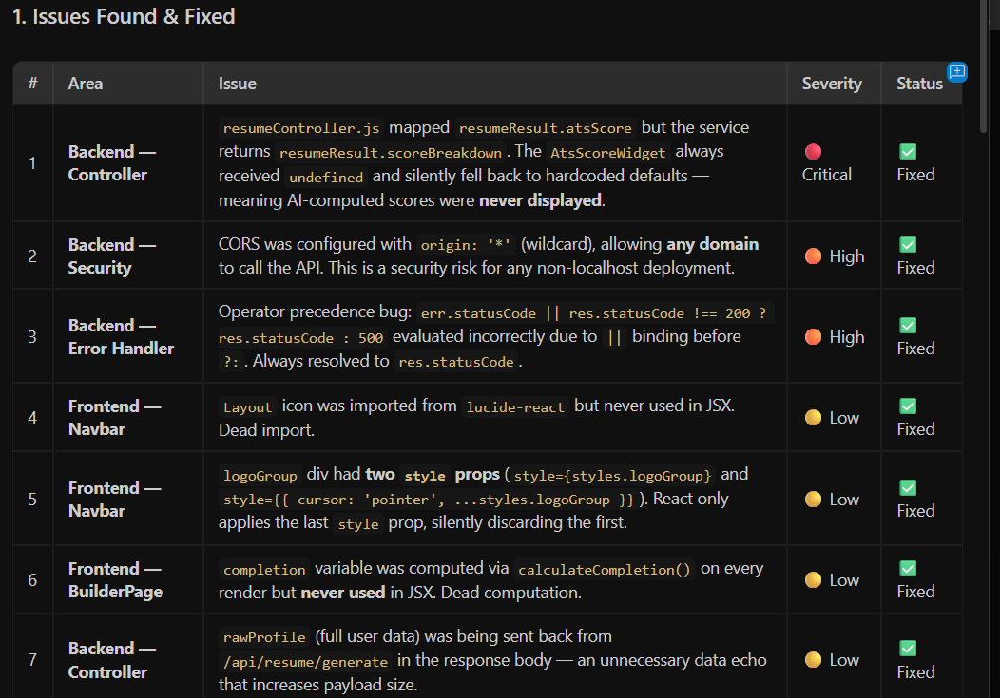 1. Issues Found & Fixed
# Area Issue Severity Status
1
Backend —
Controller
resumeController.js mapped resumeResult.atsScore but the service
returns resumeResult.scoreBreakdown. The AtsScoreWidget always
received undefined and silently fell back to hardcoded defaults —
meaning AI-computed scores were never displayed.
Critical
Fixed
2
Backend —
Security
CORS was configured with origin: '*' (wildcard), allowing any domain
to call the API. This is a security risk for any non-localhost deployment.
High
Fixed
3
Backend —
Error Handler
Operator precedence bug: err.statusCode || res.statusCode !== 200 ?
res.statusCode : 500 evaluated incorrectly due to || binding before
?:. Always resolved to res.statusCode.
High
Fixed
4
Frontend —
Navbar
Layout icon was imported from lucide-react but never used in JSX.
Dead import.
Low
Fixed
5
Frontend —
Navbar
logoGroup div had two style props (style={styles.logoGroup} and
style={{ cursor: 'pointer', ...styles.logoGroup }}). React only
applies the last style prop, silently discarding the first.
Low
Fixed
6
Frontend —
BuilderPage
completion variable was computed via calculateCompletion() on every
render but never used in JSX. Dead computation.
Low
Fixed
7
Backend —
Controller
rawProfile (full user data) was being sent back from
/api/resume/generate in the response body — an unnecessary data echo
that increases payload size.
Low
Fixed